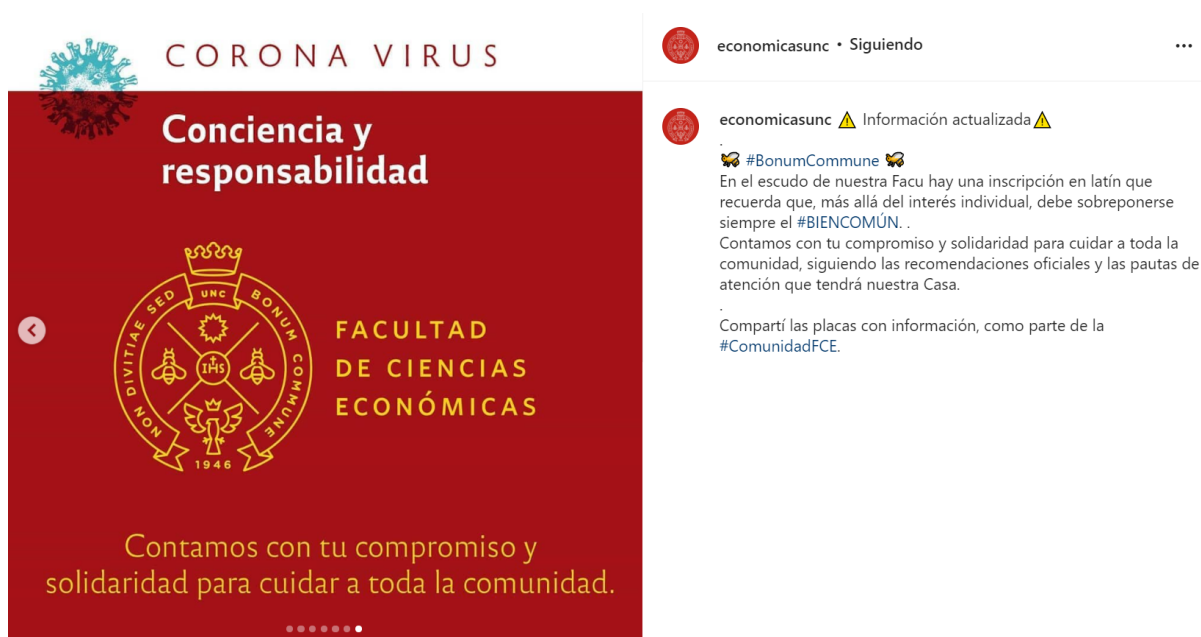 CORONA VIRUS
Conciencia y
responsabilidad
NON DIVITIAE SED UNC BONUM COMMUNE
IHS
1946
FACULTAD
DE CIENCIAS
ECONÓMICAS
Contamos con tu compromiso y
solidaridad para cuidar a toda la comunidad.
economicasunc • Siguiendo
economicasunc ⚠ Información actualizada⚠
.
🐝 #BonumCommune 🐝
En el escudo de nuestra Facu hay una inscripción en latín que
recuerda que, más allá del interés individual, debe sobreponerse
siempre el #BIENCOMÚN. .
Contamos con tu compromiso y solidaridad para cuidar a toda la
comunidad, siguiendo las recomendaciones oficiales y las pautas de
atención que tendrá nuestra Casa.
.
Compartí las placas con información, como parte de la
#ComunidadFCE.